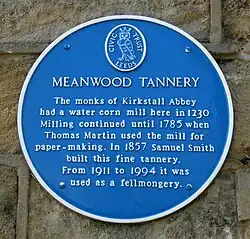 CIVIC TRUST
LEEDS
MEANWOOD TANNERY
The monks of Kirkstall Abbey
had a water corn mill here in 1230
Milling continued until 1785 when
Thomas Martin used the mill for
paper-making. In 1857 Samuel Smith
built this fine tannery.
From 1911 to 1994 it was
used as a fellmongery.